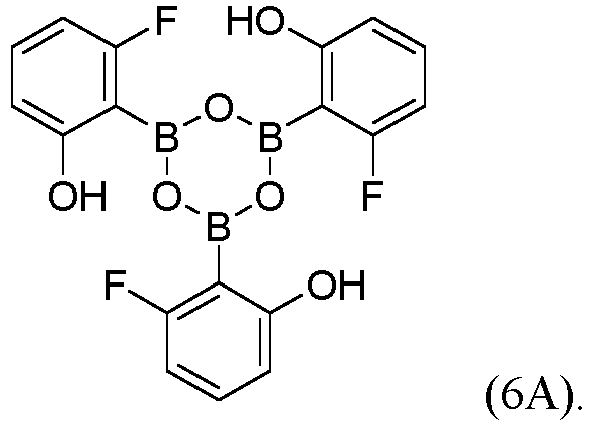 F HO
B O B
OH O O F
B
F OH
(6A).